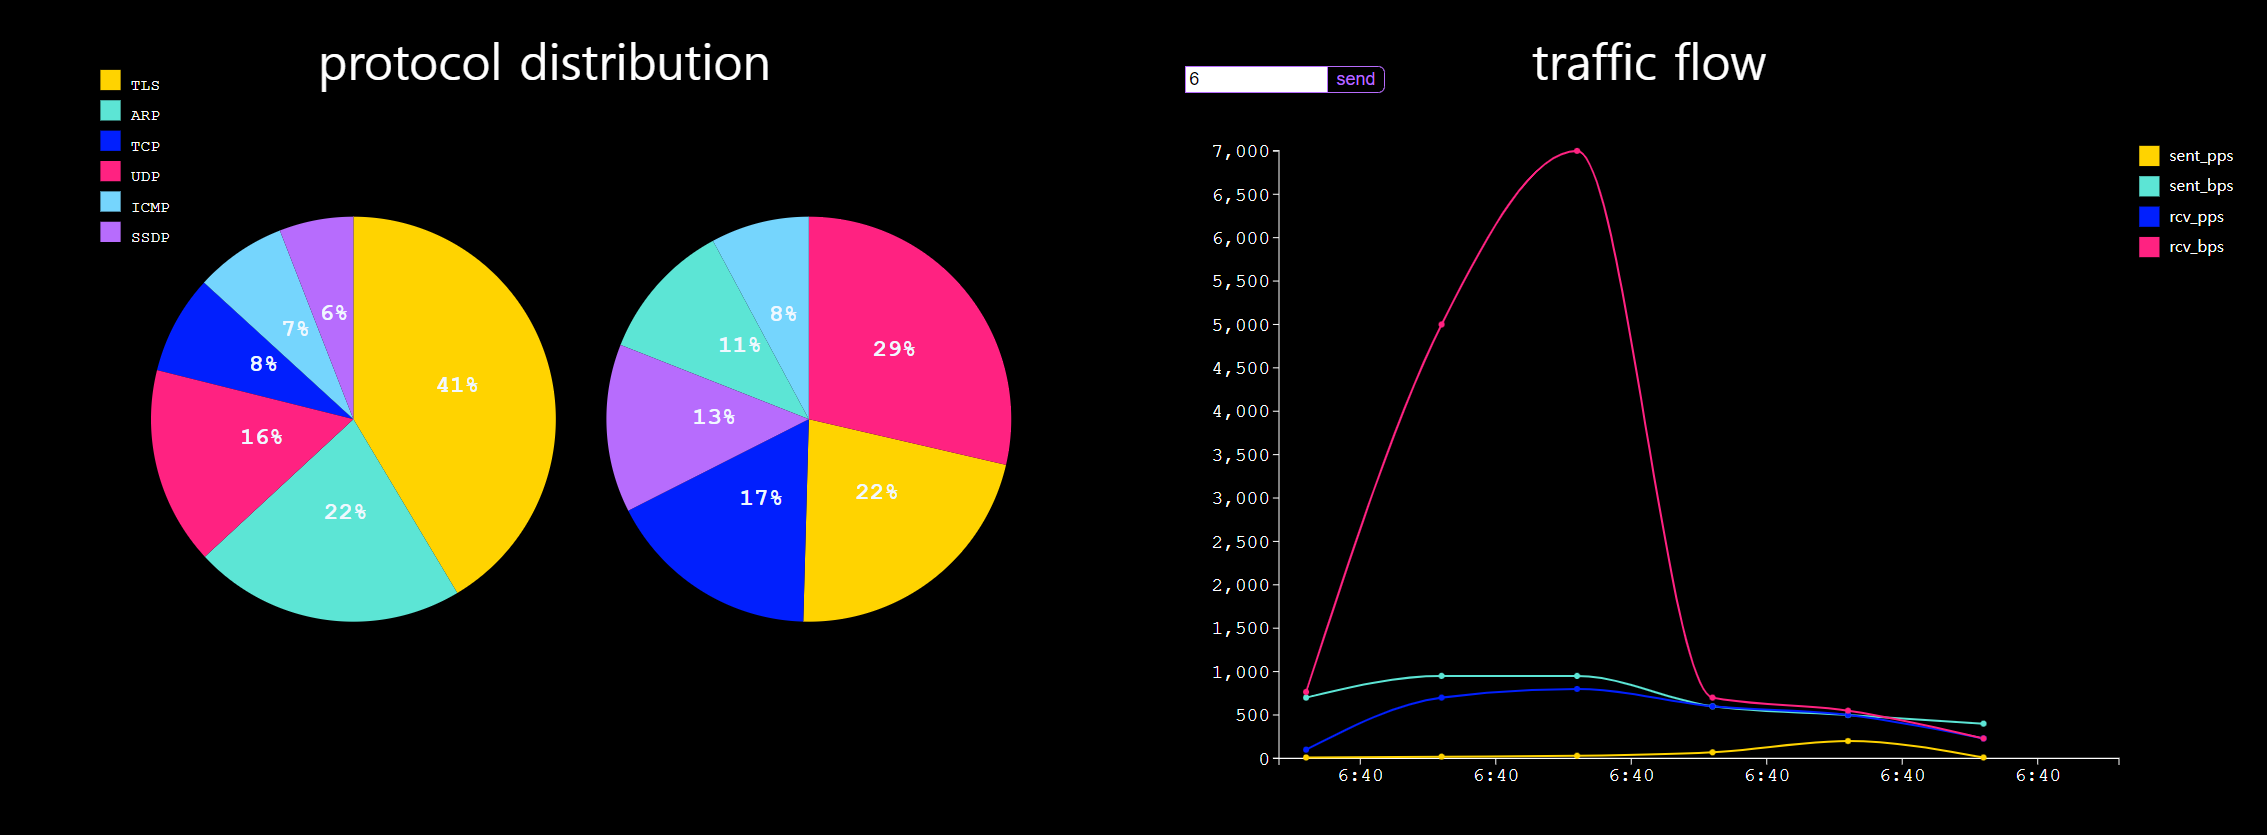 protocol distribution
TLS
ARP
TCP
UDP
ICMP
SSDP
41%
22%
16%
8%
7%
6%
29%
22%
17%
13%
11%
8%
traffic flow
6 send
7,000
6,500
6,000
5,500
5,000
4,500
4,000
3,500
3,000
2,500
2,000
1,500
1,000
500
0
6:40 6:40 6:40 6:40 6:40 6:40
sent_pps
sent_bps
rcv_pps
rcv_bps